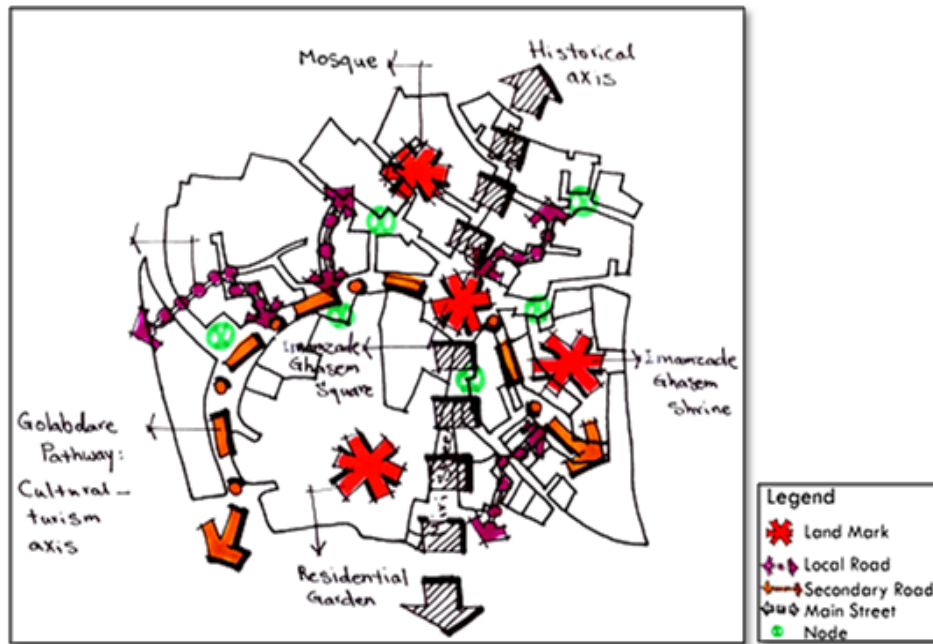 Mosque
Historical
axis
Imamzade
Ghasem
Square
Imamzade
Ghasem
Shrine
Golabdare
Pathway:
Cultural-
turism
axis
Residential
Garden
Legend
Land Mark
Local Road
Secondary Road
Main Street
Node